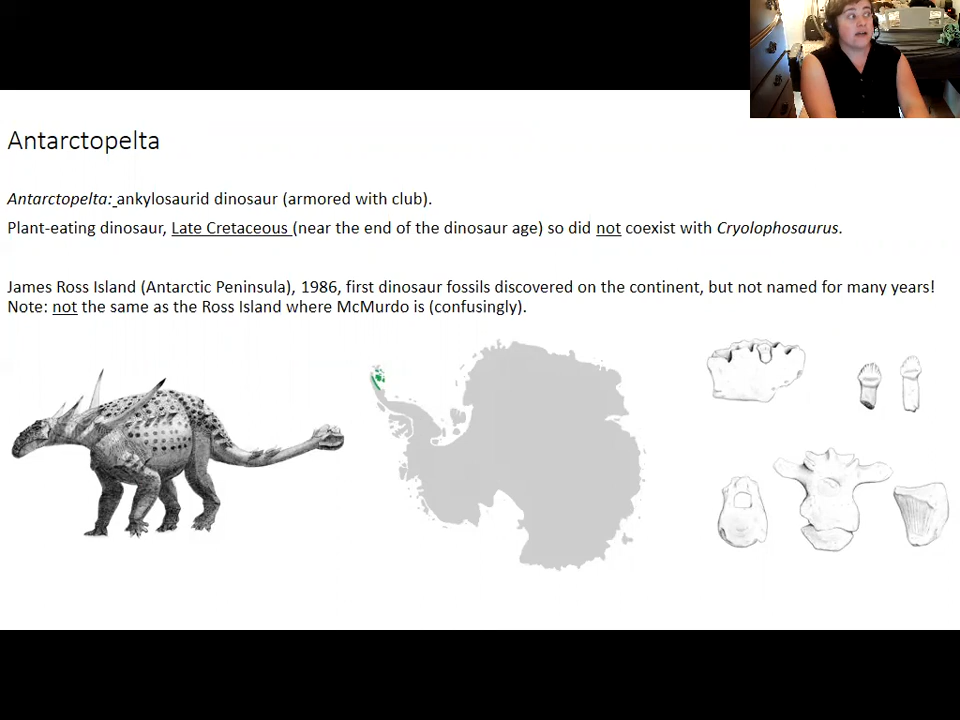 Antarctopelta
Antarctopelta: ankylosaurid dinosaur (armored with club).
Plant-eating dinosaur, Late Cretaceous (near the end of the dinosaur age) so did not coexist with Cryolophosaurus.
James Ross Island (Antarctic Peninsula), 1986, first dinosaur fossils discovered on the continent, but not named for many years!
Note: not the same as the Ross Island where McMurdo is (confusingly).